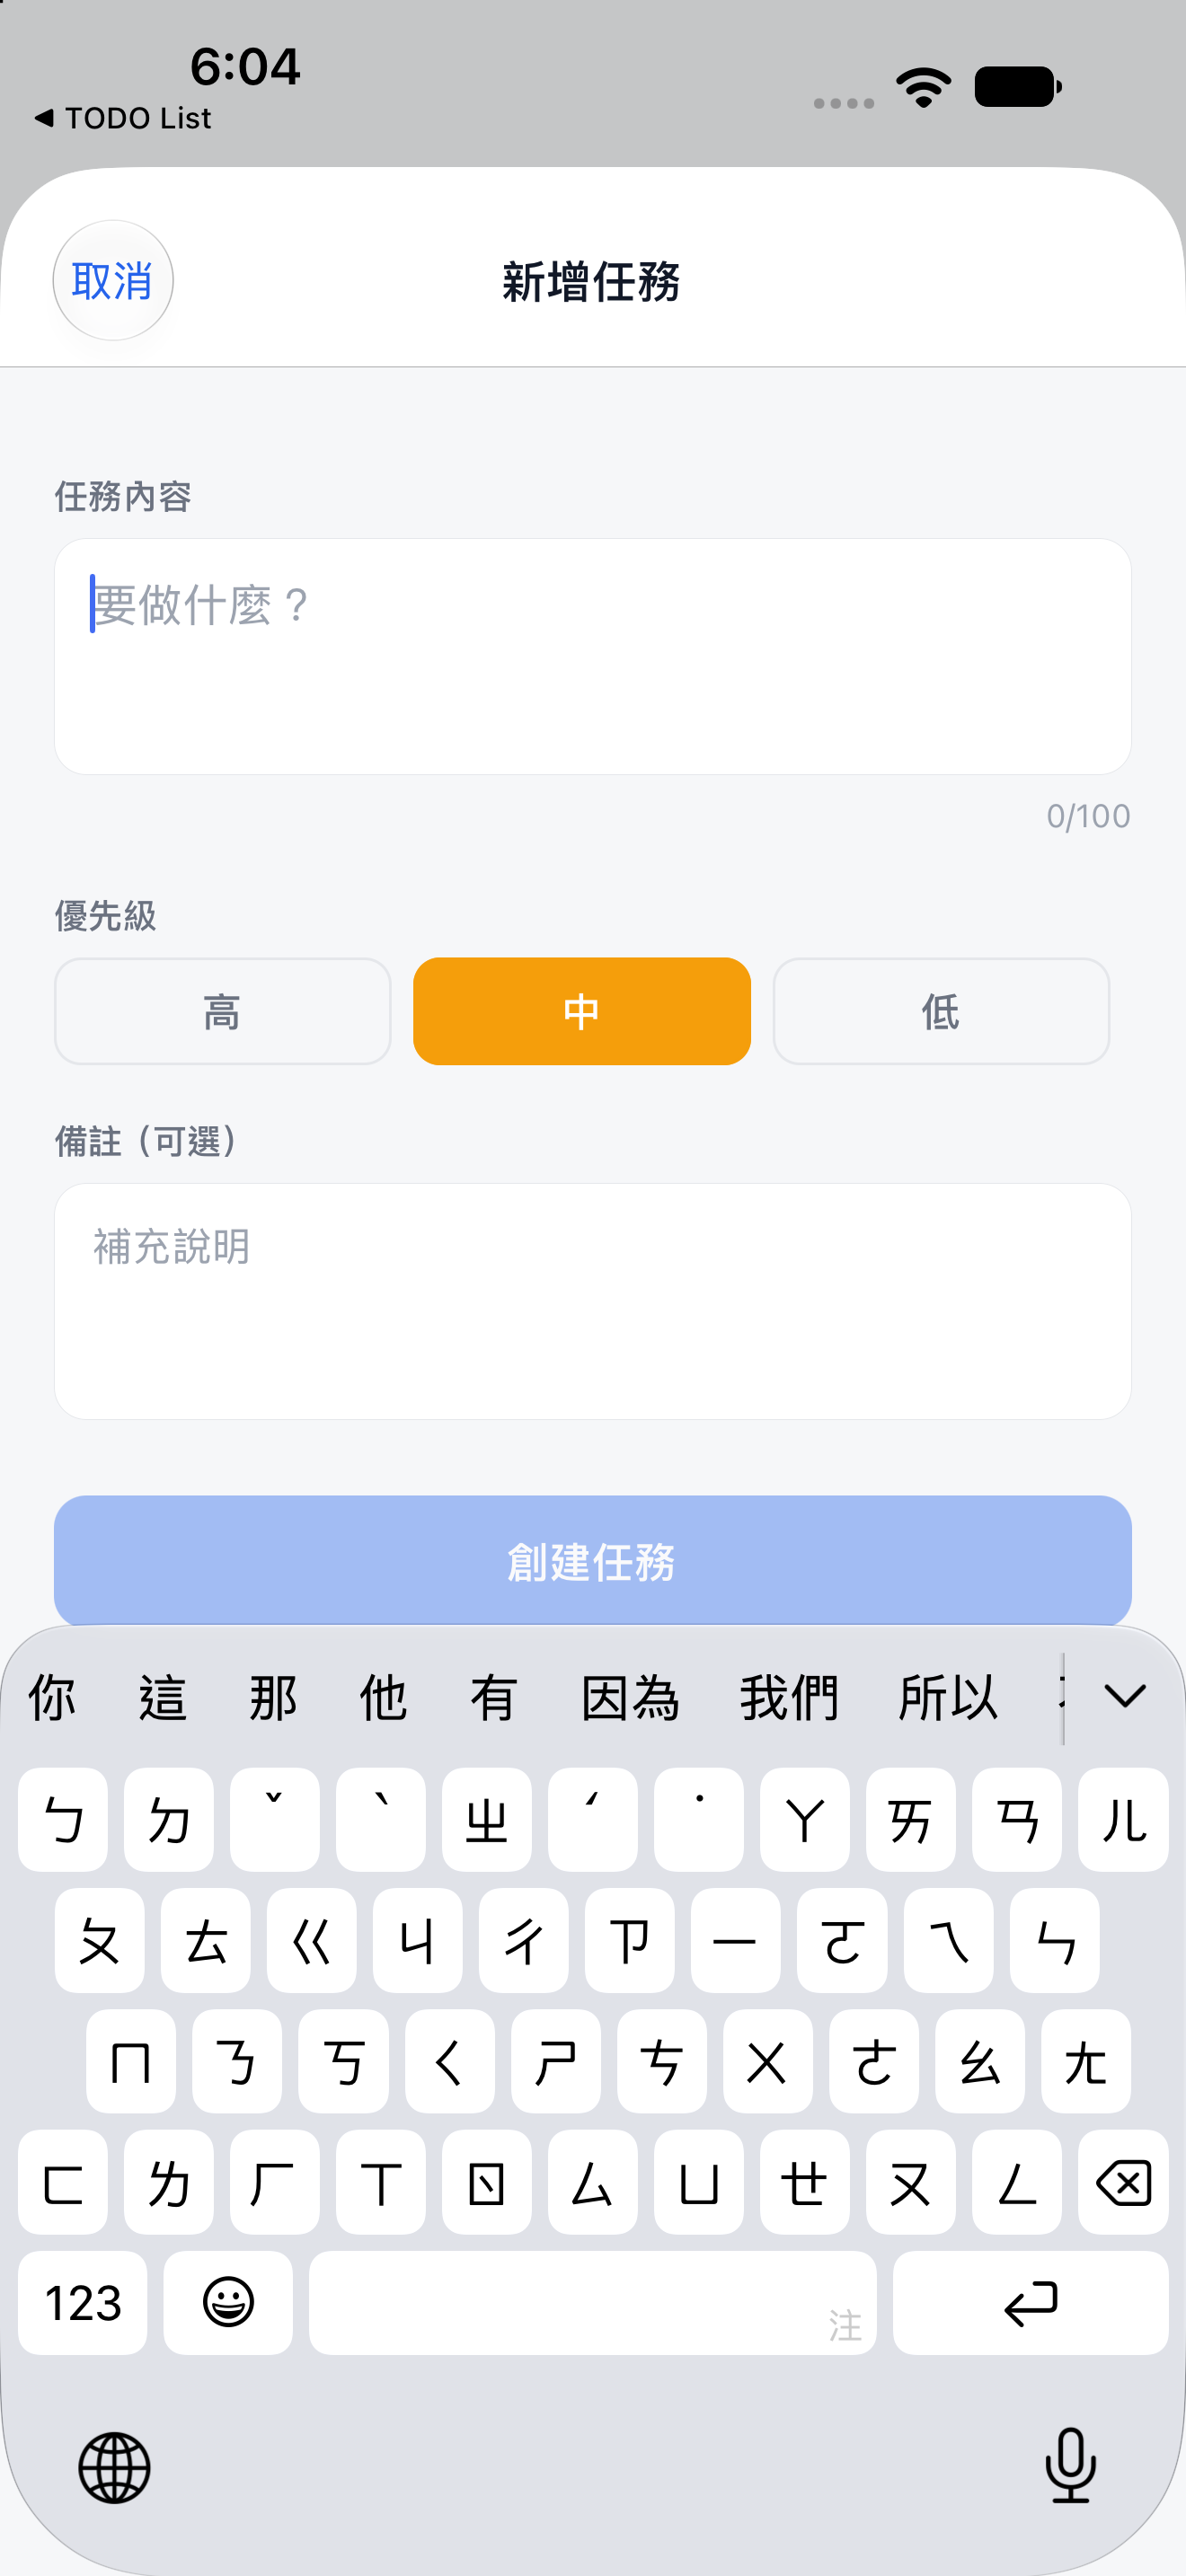 6:04
◀ TODO List
取消
新增任務
任務內容
要做什麼？
0/100
優先級
高 中 低
備註（可選）
補充說明
創建任務
你 這 那 他 有 因為 我們 所以
ㄅ ㄉ ˇ ˋ ㄓ ˊ ˙ ㄚ ㄞ ㄢ ㄦ
ㄆ ㄊ ㄍ ㄐ ㄔ ㄗ ㄧ ㄛ ㄟ ㄣ
ㄇ ㄋ ㄎ ㄑ ㄕ ㄘ ㄨ ㄜ ㄠ ㄤ
ㄈ ㄌ ㄏ ㄒ ㄖ ㄙ ㄩ ㄝ ㄡ ㄥ
123 注